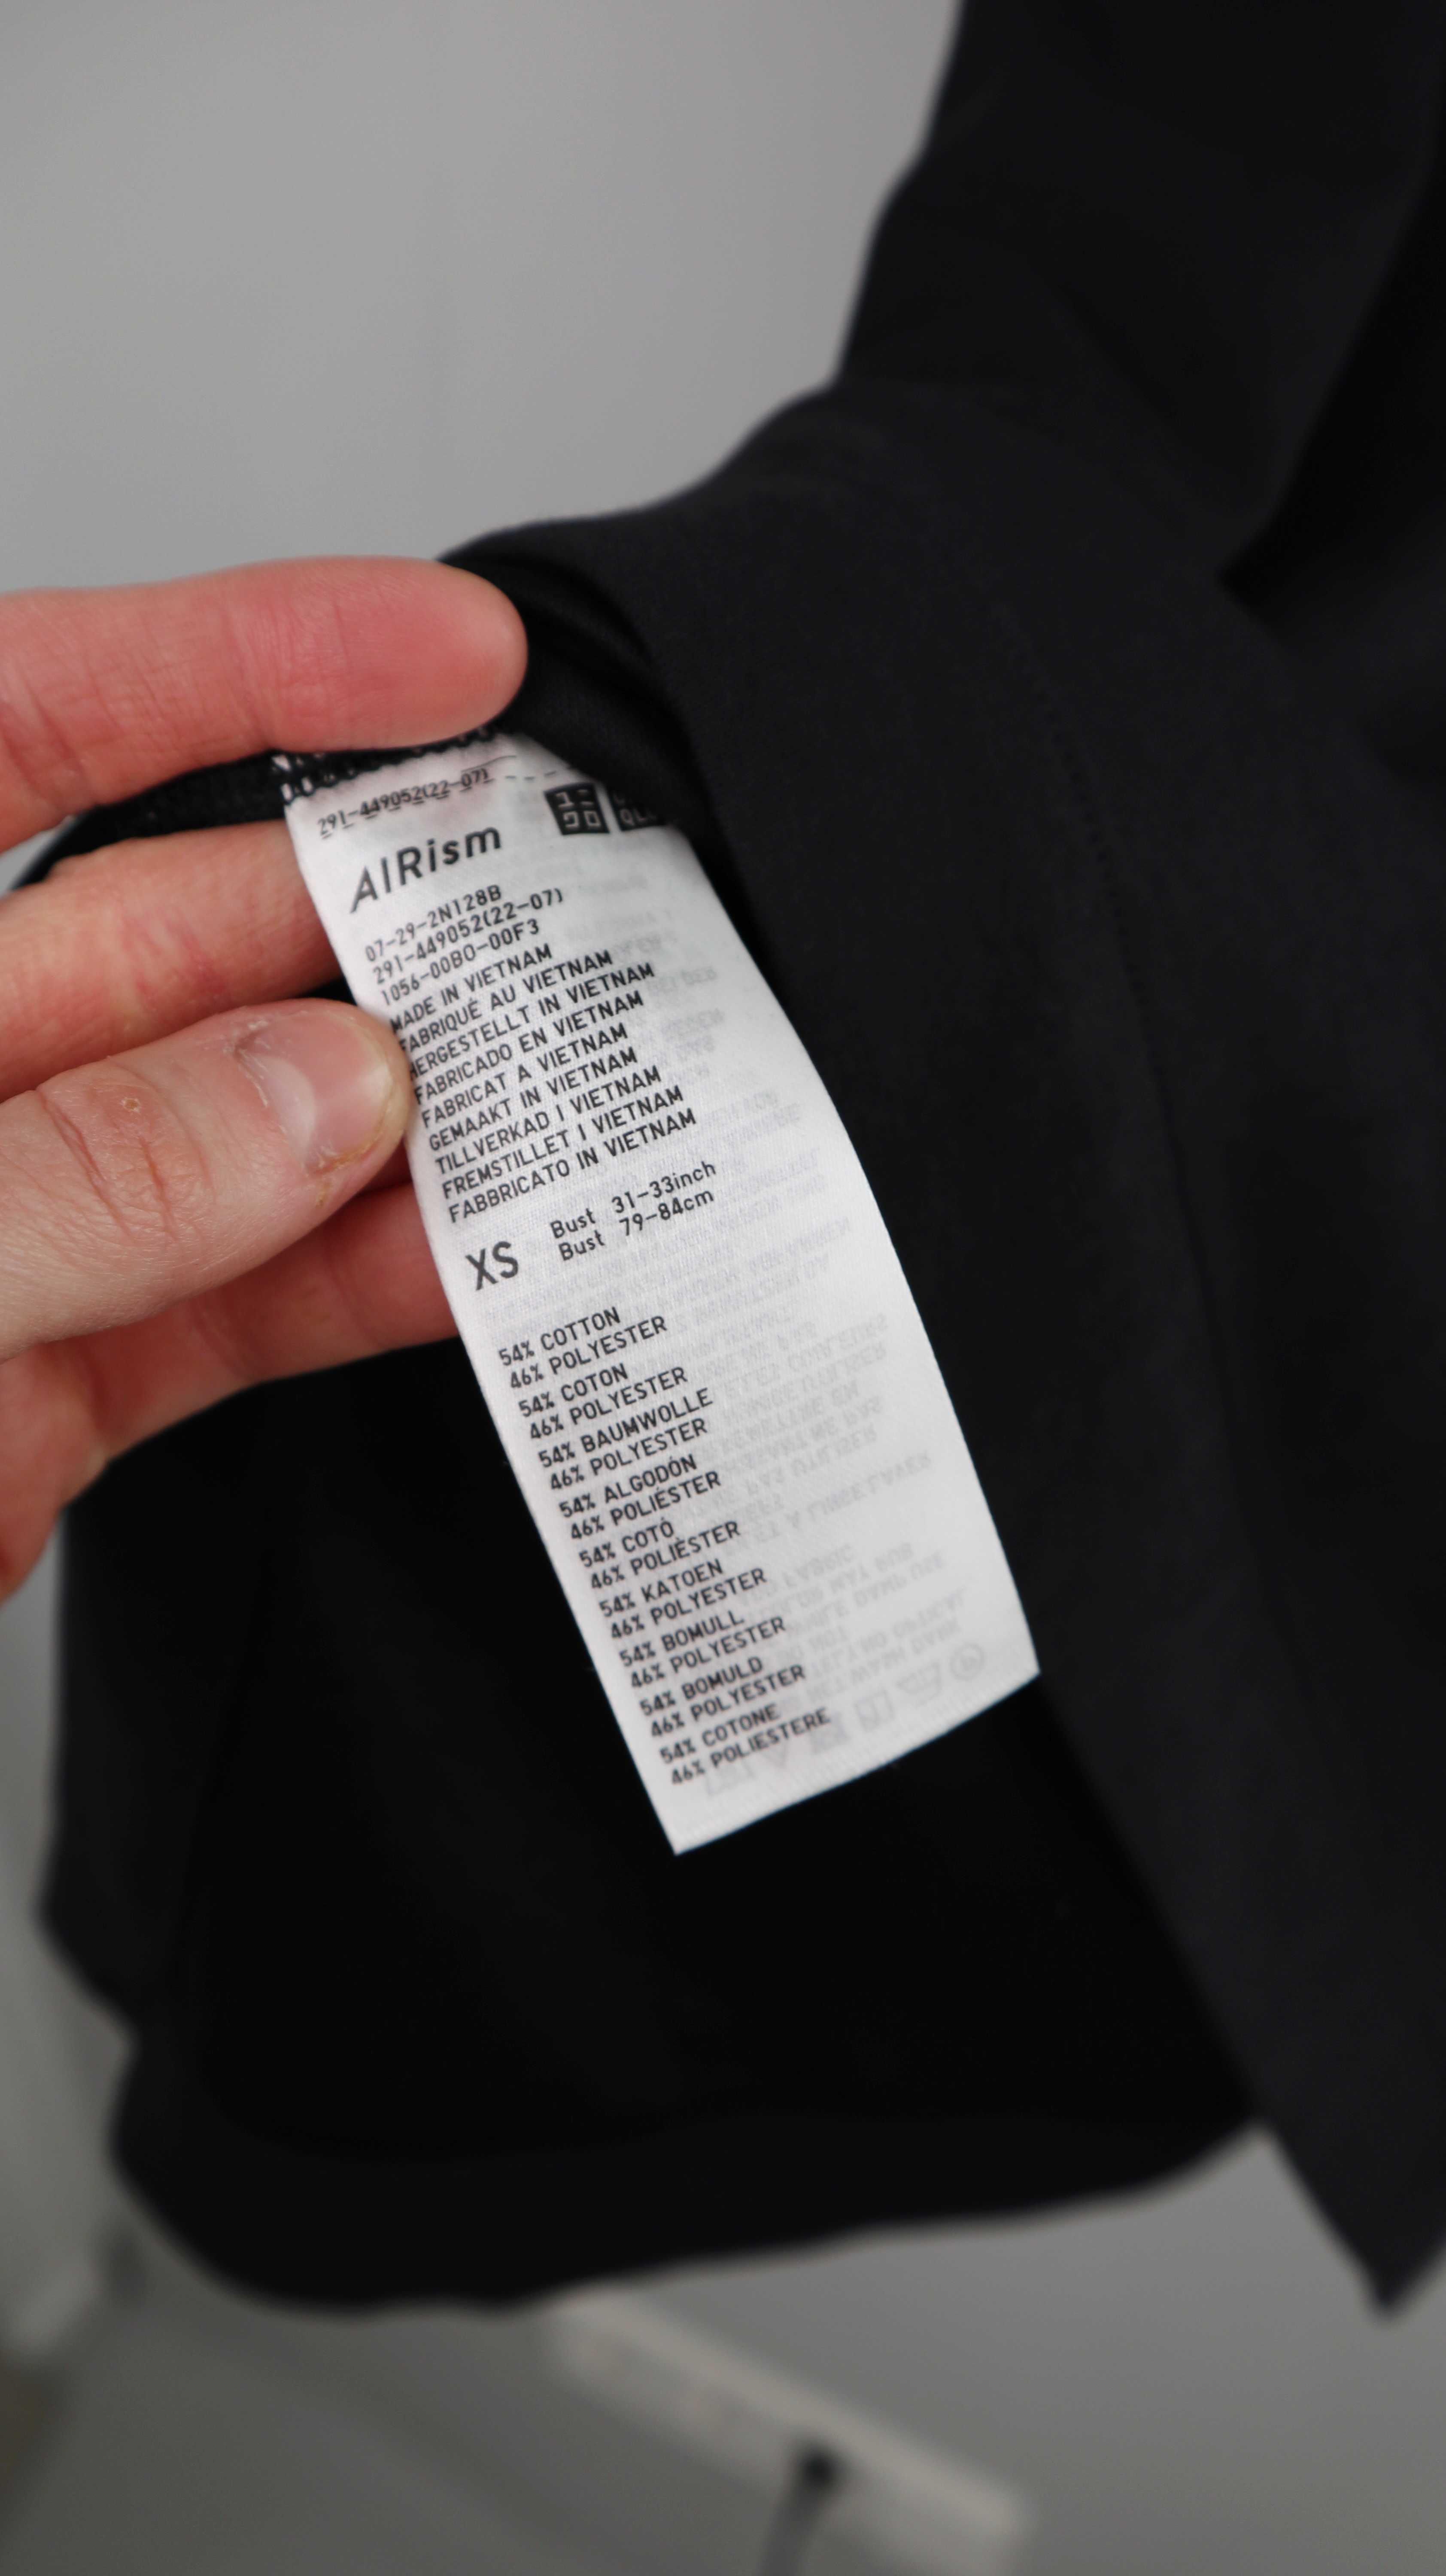 291-449052(22-07)
AIRism
07-29-2N128B
291-449052(22-07)
1056-00B0-00F3
MADE IN VIETNAM
FABRIQUÉ AU VIETNAM
HERGESTELLT IN VIETNAM
FABRICADO EN VIETNAM
FABRICAT A VIETNAM
GEMAAKT IN VIETNAM
TILLVERKAD I VIETNAM
FREMSTILLET I VIETNAM
FABBRICATO IN VIETNAM
XS
Bust 31-33inch
Bust 79-84cm
54% COTTON
46% POLYESTER
54% COTON
46% POLYESTER
54% BAUMWOLLE
46% POLYESTER
54% ALGODÓN
46% POLIÉSTER
54% COTÓ
46% POLIÈSTER
54% KATOEN
46% POLYESTER
54% BOMULL
46% POLYESTER
54% BOMULD
46% POLYESTER
54% COTONE
46% POLIESTERE